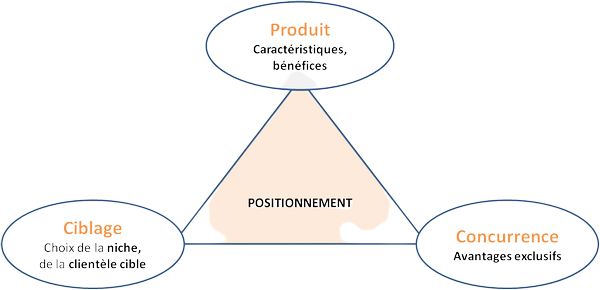 Produit
Caractéristiques,
bénéfices
POSITIONNEMENT
Ciblage
Choix de la niche,
de la clientèle cible
Concurrence
Avantages exclusifs